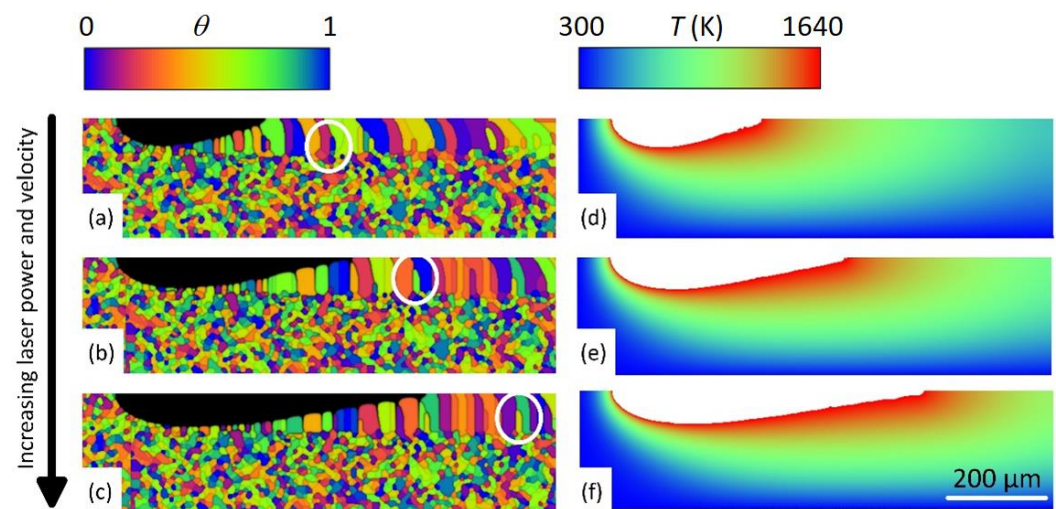 0 θ 1
300 T (K) 1640
Increasing laser power and velocity
(a)
(d)
(b)
(e)
(c)
(f)
200 μm